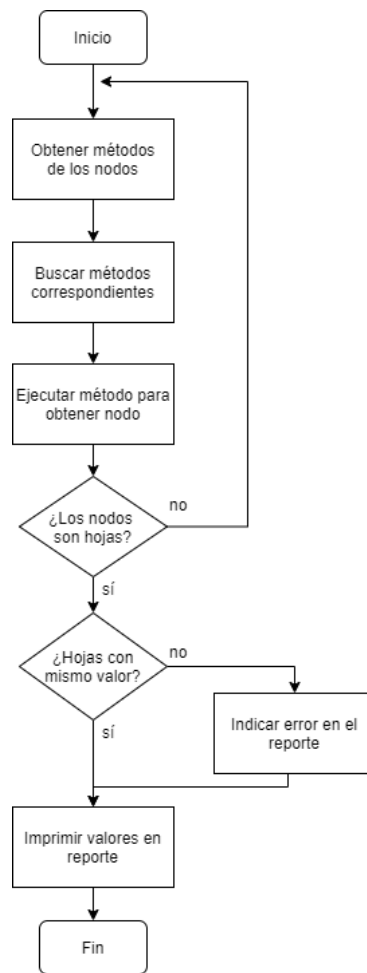 Inicio
Obtener métodos
de los nodos
Buscar métodos
correspondientes
Ejecutar método para
obtener nodo
¿Los nodos
son hojas?
no
sí
¿Hojas con
mismo valor?
no
sí
Indicar error en el
reporte
Imprimir valores en
reporte
Fin